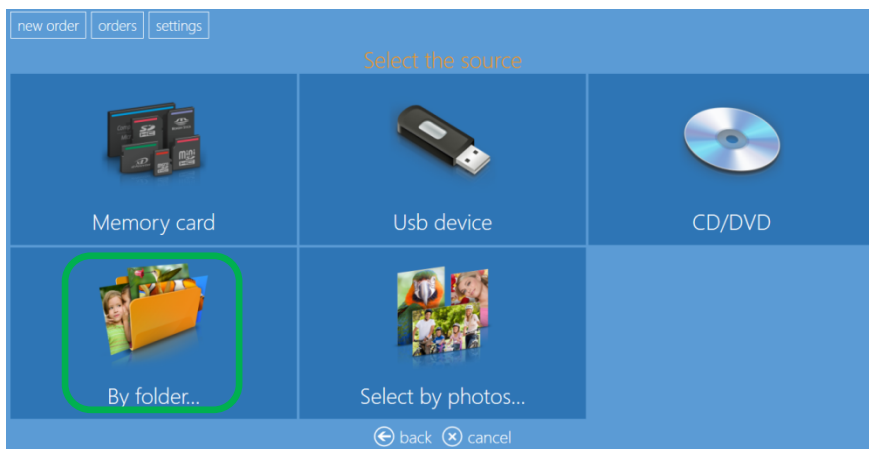 new order orders settings
Select the source
Memory card Usb device CD/DVD
By folder... Select by photos...
back cancel